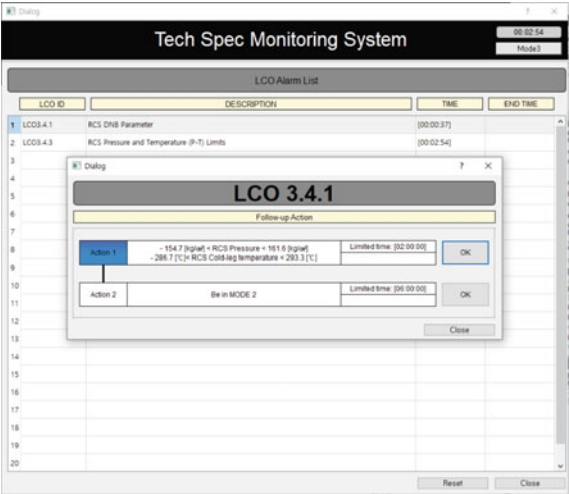 Dialog
? ×
Tech Spec Monitoring System
00:02:54
Mode3
LCO Alarm List
LCO ID DESCRIPTION TIME END TIME
1 LCO3.4.1 RCS DNB Parameter [00:00:37]
2 LCO3.4.3 RCS Pressure and Temperature (P-T) Limits [00:02:54]
3
4
5
6
7
8
9
10
11
12
13
14
15
16
17
18
19
20
Dialog
? ×
LCO 3.4.1
Follow-up Action
Action 1
- 154.7 [kg/㎠] < RCS Pressure < 161.6 [kg/㎠]
- 286.7 [℃]< RCS Cold-leg temperature < 293.3 [℃]
Limited time: [02:00:00]
OK
Action 2
Be in MODE 2
Limited time: [06:00:00]
OK
Close
Reset Close